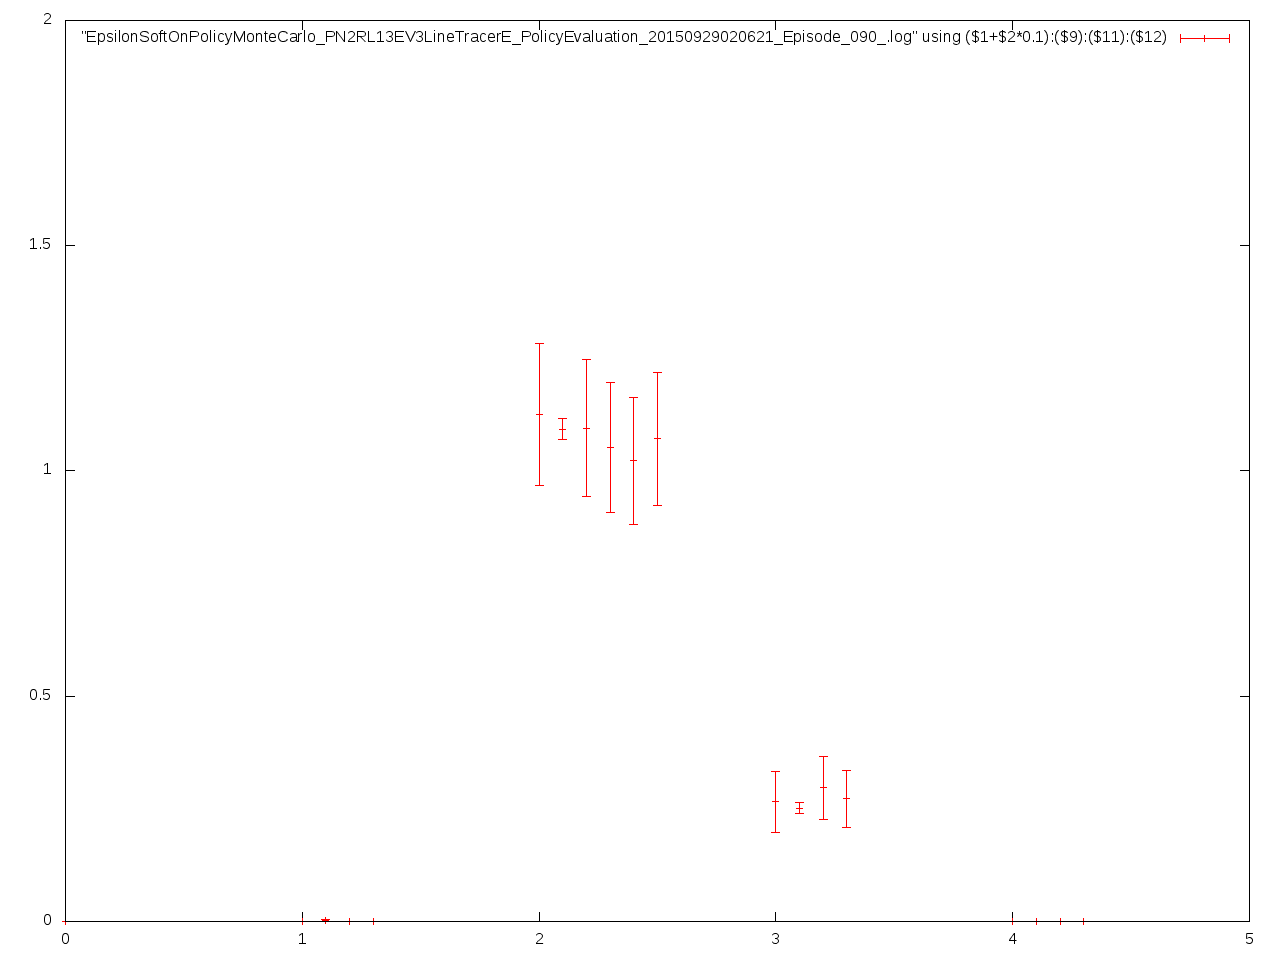 2
"EpsilonSoftOnPolicyMonteCarlo_PN2RL13EV3LineTracerE_PolicyEvaluation_20150929020621_Episode_090_.log" using ($1+$2*0.1):($9):($11):($12)
1.5
1
0.5
0
0 1 2 3 4 5